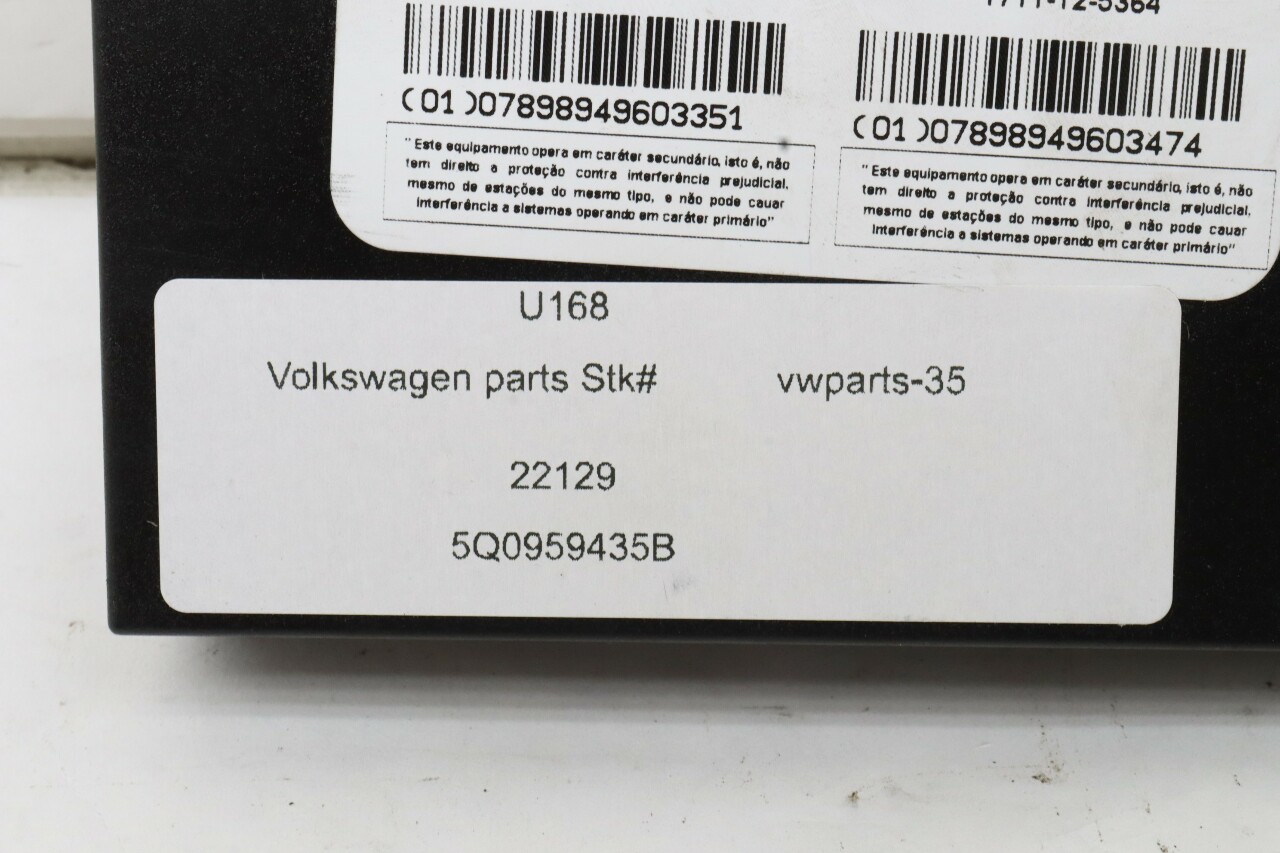 1711-12-5364
(01)07898949603351
(01)07898949603474
"Este equipamento opera em caráter secundário, isto é, não
tem direito a proteção contra interferência prejudicial,
mesmo de estações do mesmo tipo, e não pode cauar
interferência a sistemas operando em caráter primário"
"Este equipamento opera em caráter secundário, isto é, não
tem direito a proteção contra interferência prejudicial,
mesmo de estações do mesmo tipo, e não pode cauar
interferência a sistemas operando em caráter primário"
U168
Volkswagen parts Stk# vwparts-35
22129
5Q0959435B